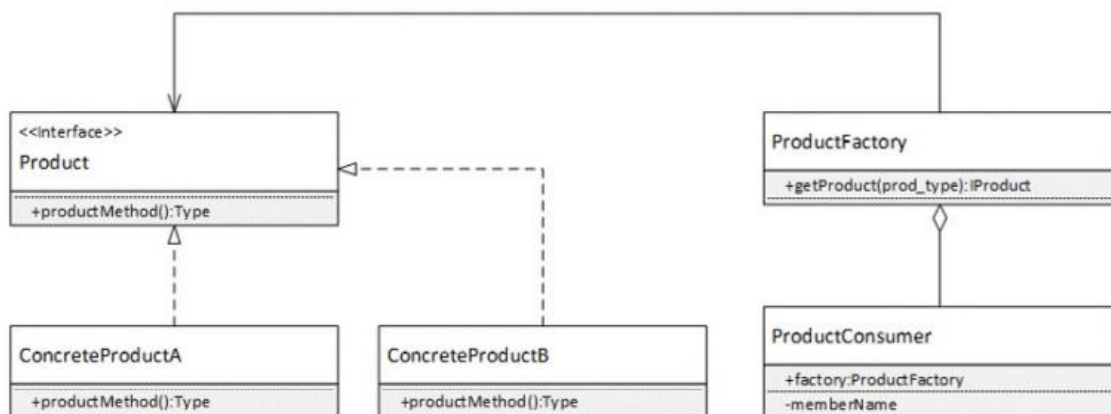 <<Interface>>
Product
+productMethod():Type
ProductFactory
+getProduct(prod_type):IProduct
ConcreteProductA
+productMethod():Type
ConcreteProductB
+productMethod():Type
ProductConsumer
+factory:ProductFactory
-memberName